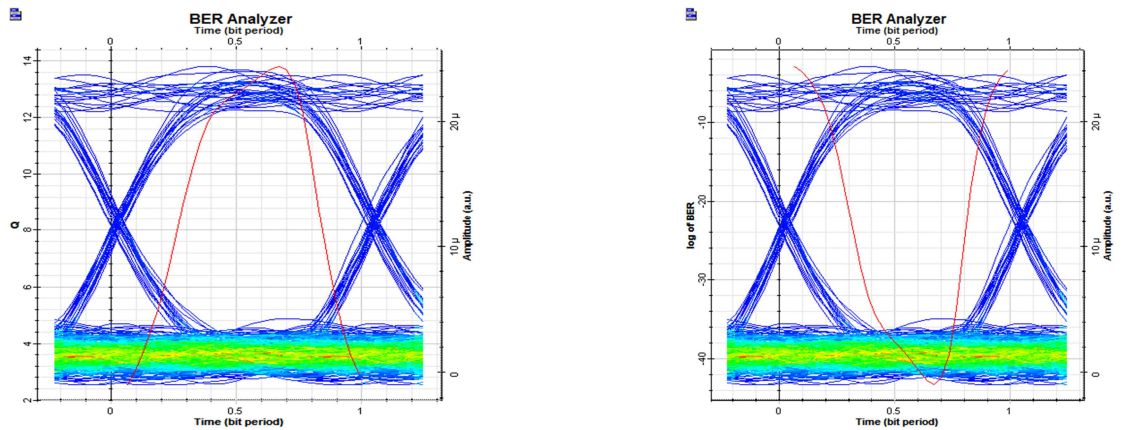 BER Analyzer
Time (bit period)
0 0.5 1
14
12
10
8
6
4
2
Q
20 µ
10 µ
0
Amplitude (a.u.)
0 0.5 1
Time (bit period)
BER Analyzer
Time (bit period)
0 0.5 1
-10
-20
-30
-40
log of BER
20 µ
10 µ
0
Amplitude (a.u.)
0 0.5 1
Time (bit period)